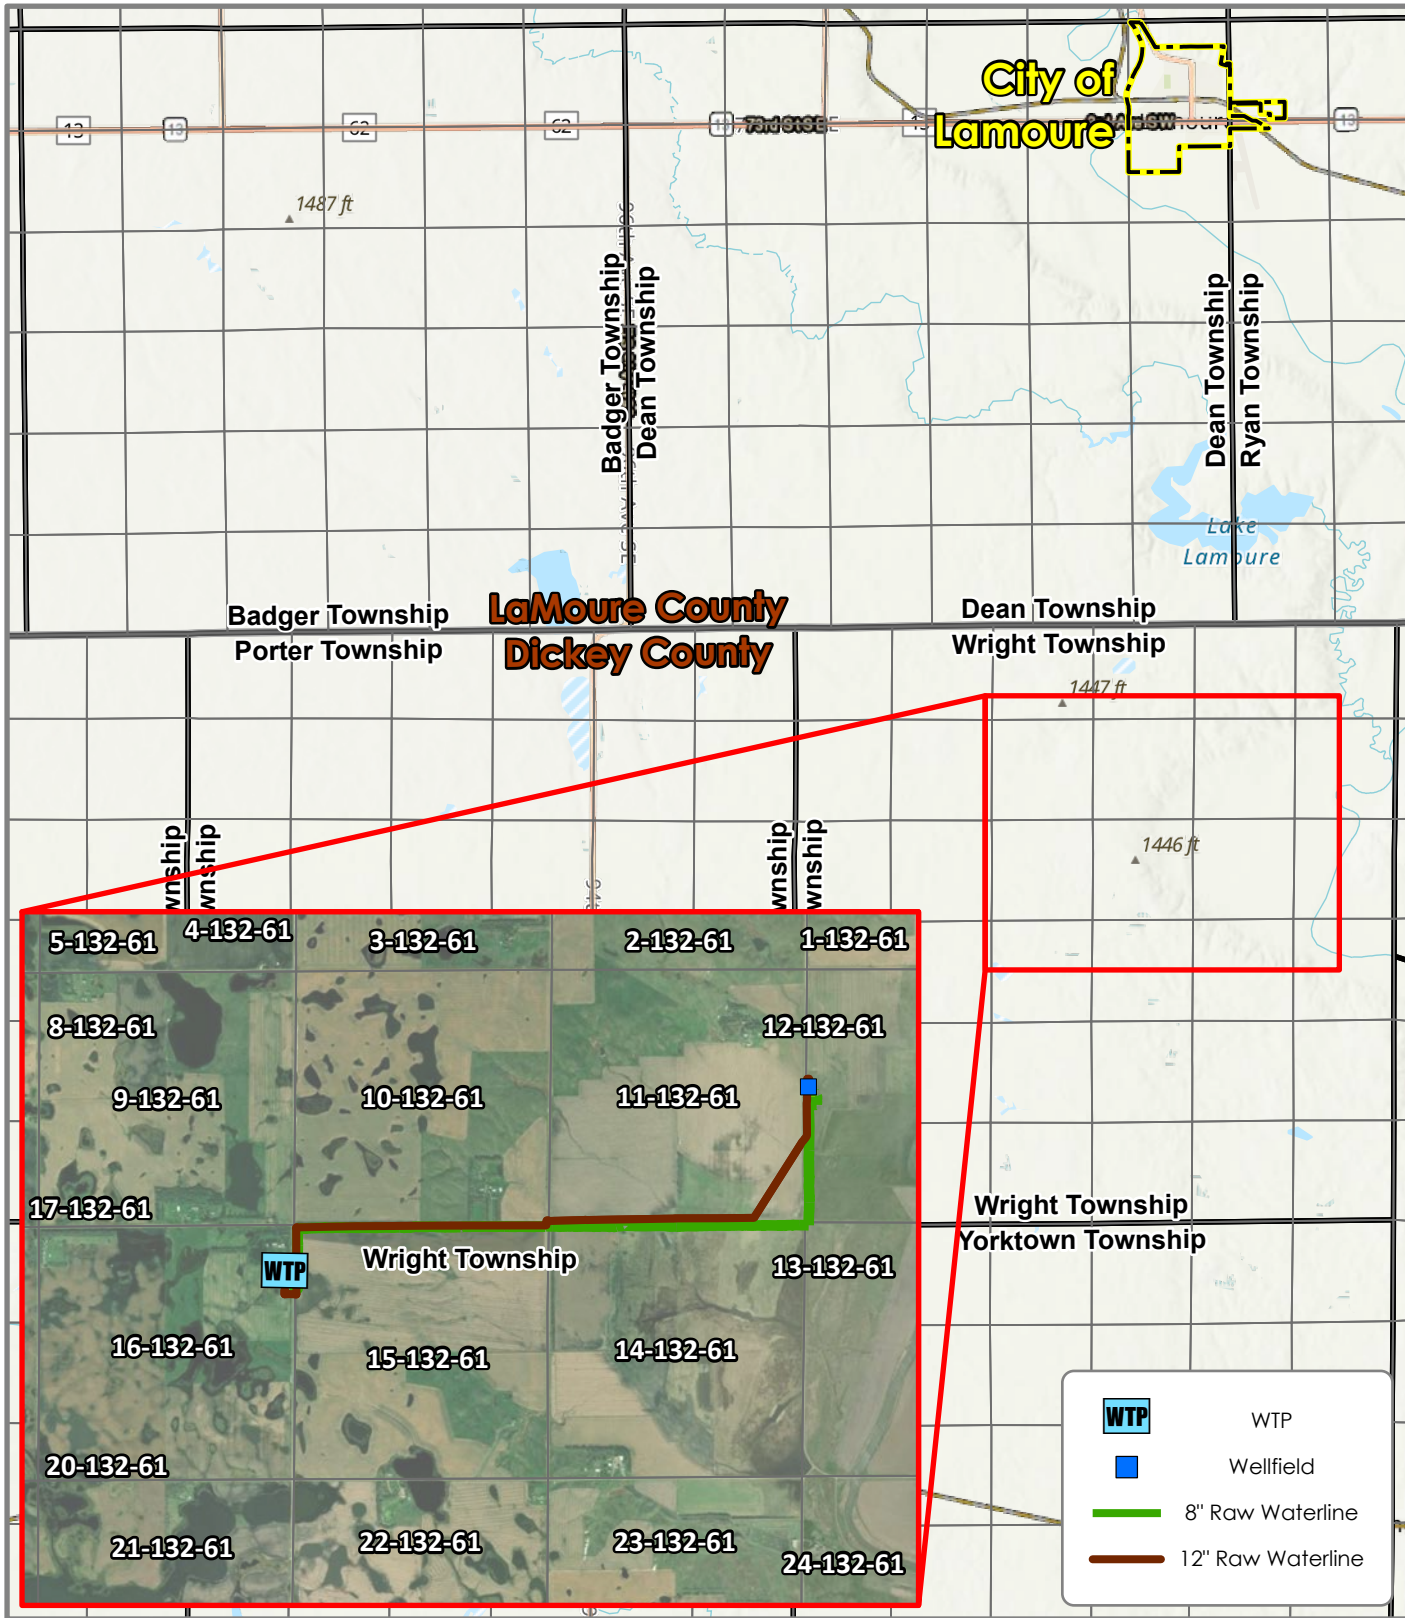 City of
Lamoure
13
13
62
62
13
13
13
1487 ft
Badger Township
Dean Township
Dean Township
Ryan Township
Lake
Lamoure
LaMoure County
Dickey County
Badger Township
Porter Township
Dean Township
Wright Township
1447 ft
1446 ft
5-132-61
4-132-61
3-132-61
2-132-61
1-132-61
8-132-61
12-132-61
9-132-61
10-132-61
11-132-61
17-132-61
Wright Township
WTP
13-132-61
16-132-61
15-132-61
14-132-61
20-132-61
21-132-61
22-132-61
23-132-61
24-132-61
Wright Township
Yorktown Township
WTP
WTP
Wellfield
8" Raw Waterline
12" Raw Waterline